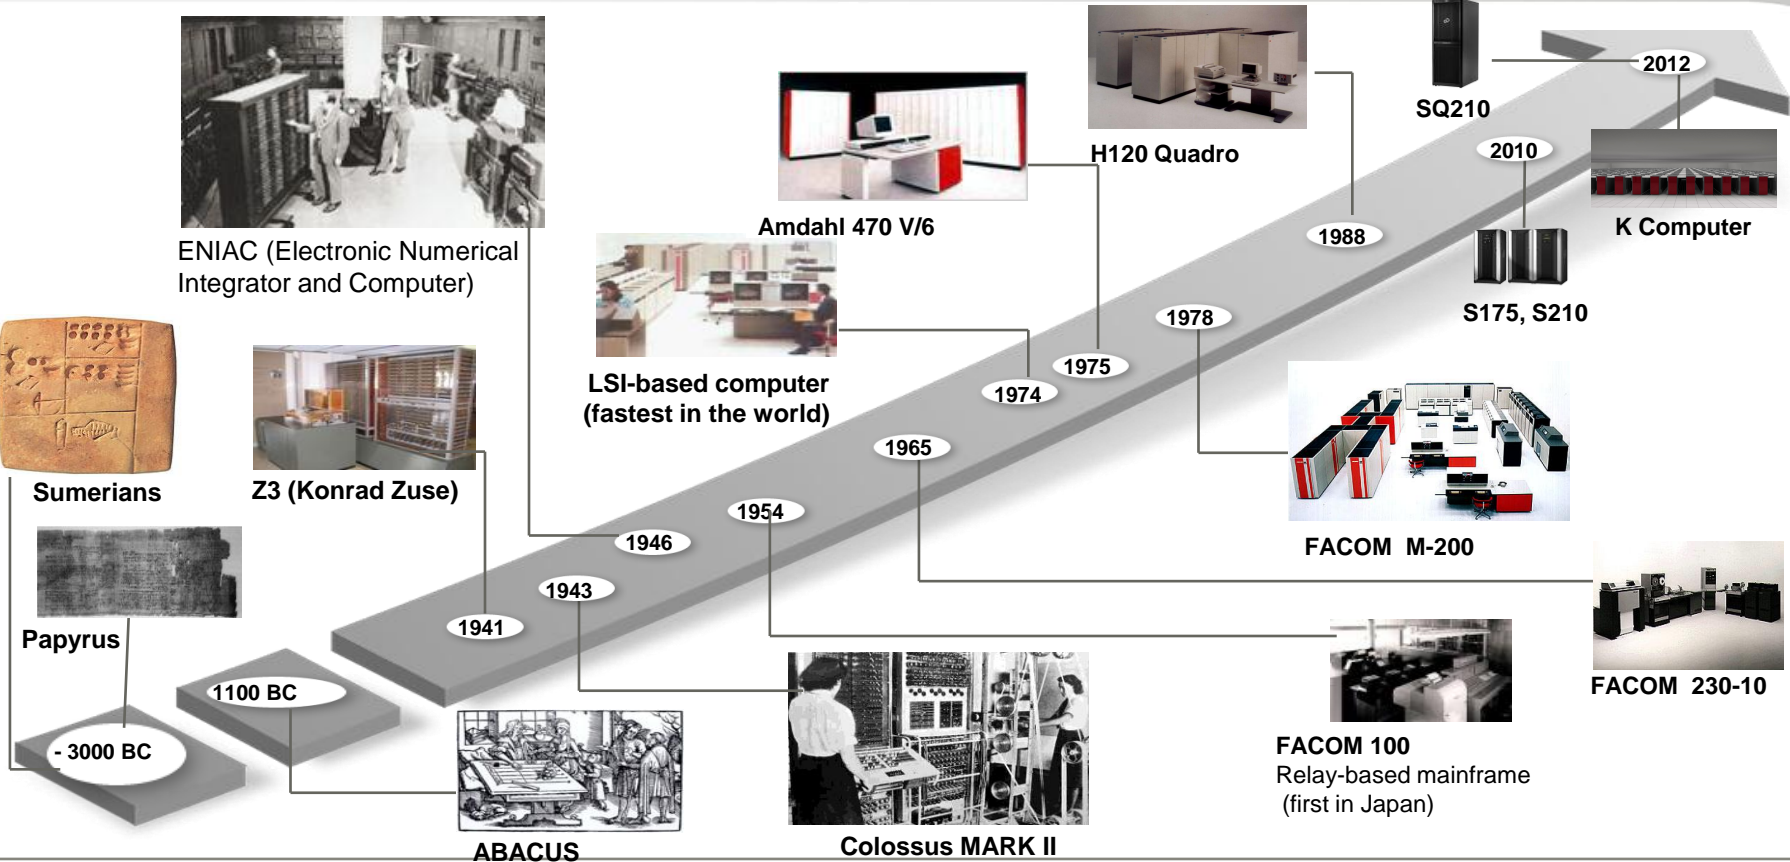 ENIAC (Electronic Numerical
Integrator and Computer)
Sumerians
Papyrus
Z3 (Konrad Zuse)
LSI-based computer
(fastest in the world)
Amdahl 470 V/6
H120 Quadro
SQ210
K Computer
S175, S210
FACOM M-200
FACOM 230-10
FACOM 100
Relay-based mainframe
(first in Japan)
Colossus MARK II
ABACUS
- 3000 BC
1100 BC
1941
1943
1946
1954
1965
1974
1975
1978
1988
2010
2012